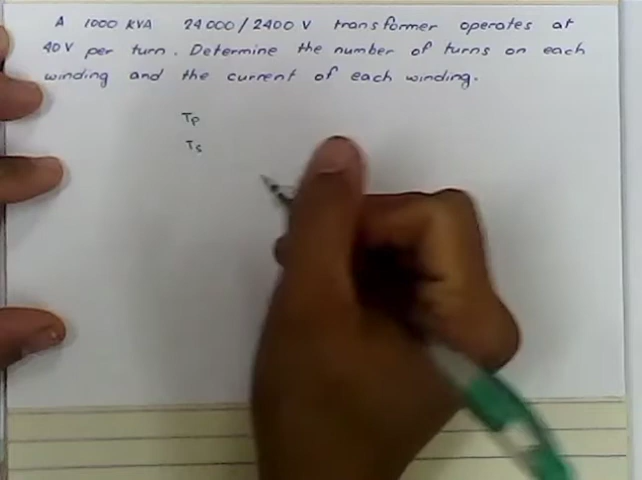 A 1000 KVA 24000/2400 V transformer operates at
40V per turn. Determine the number of turns on each
winding and the current of each winding.
Tp
Ts